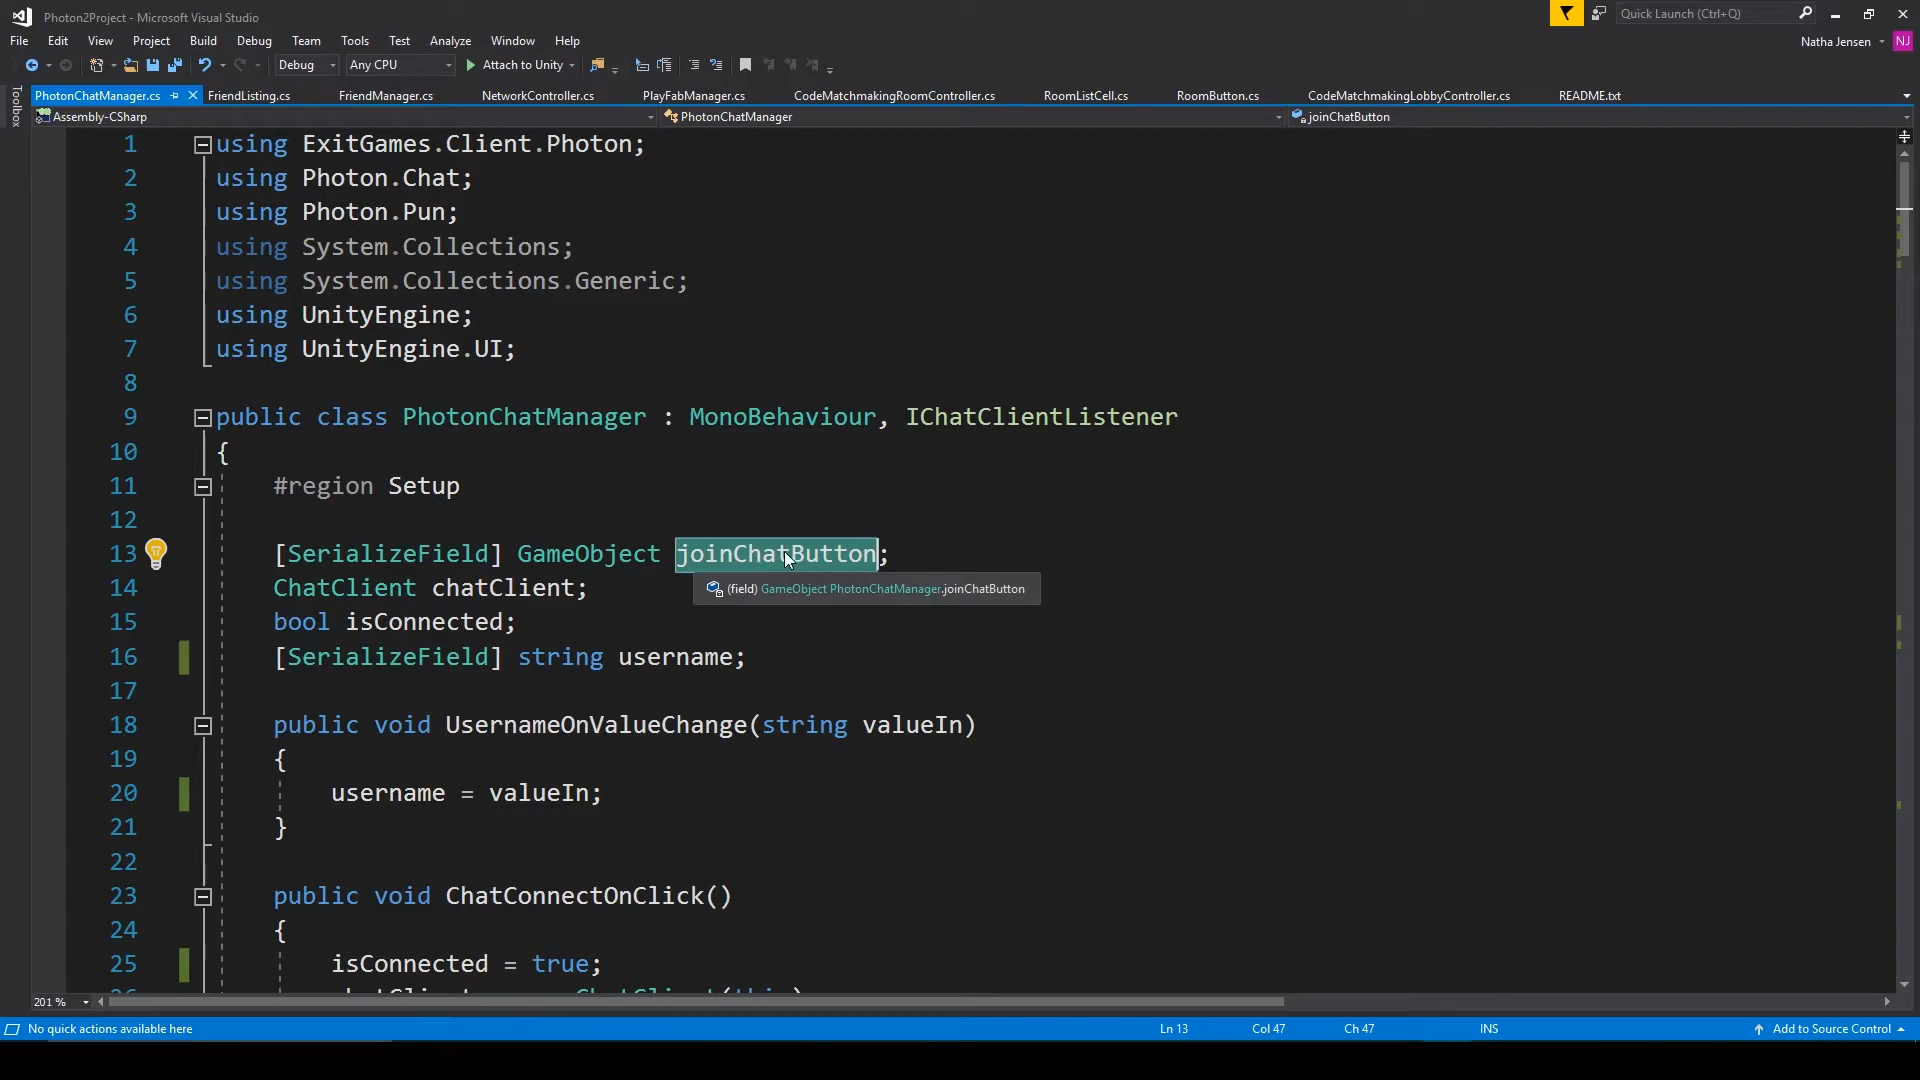 Photon2Project - Microsoft Visual Studio
Quick Launch (Ctrl+Q)
File Edit View Project Build Debug Team Tools Test Analyze Window Help
Natha Jensen NJ
Debug Any CPU Attach to Unity
Toolbox
PhotonChatManager.cs FriendListing.cs FriendManager.cs NetworkController.cs PlayFabManager.cs CodeMatchmakingRoomController.cs RoomListCell.cs RoomButton.cs CodeMatchmakingLobbyController.cs README.txt
Assembly-CSharp PhotonChatManager joinChatButton
1 using ExitGames.Client.Photon;
2 using Photon.Chat;
3 using Photon.Pun;
4 using System.Collections;
5 using System.Collections.Generic;
6 using UnityEngine;
7 using UnityEngine.UI;
8
9 public class PhotonChatManager : MonoBehaviour, IChatClientListener
10 {
11 #region Setup
12
13 [SerializeField] GameObject joinChatButton;
14 ChatClient chatClient;
(field) GameObject PhotonChatManager.joinChatButton
15 bool isConnected;
16 [SerializeField] string username;
17
18 public void UsernameOnValueChange(string valueIn)
19 {
20 username = valueIn;
21 }
22
23 public void ChatConnectOnClick()
24 {
25 isConnected = true;
201 %
No quick actions available here Ln 13 Col 47 Ch 47 INS Add to Source Control